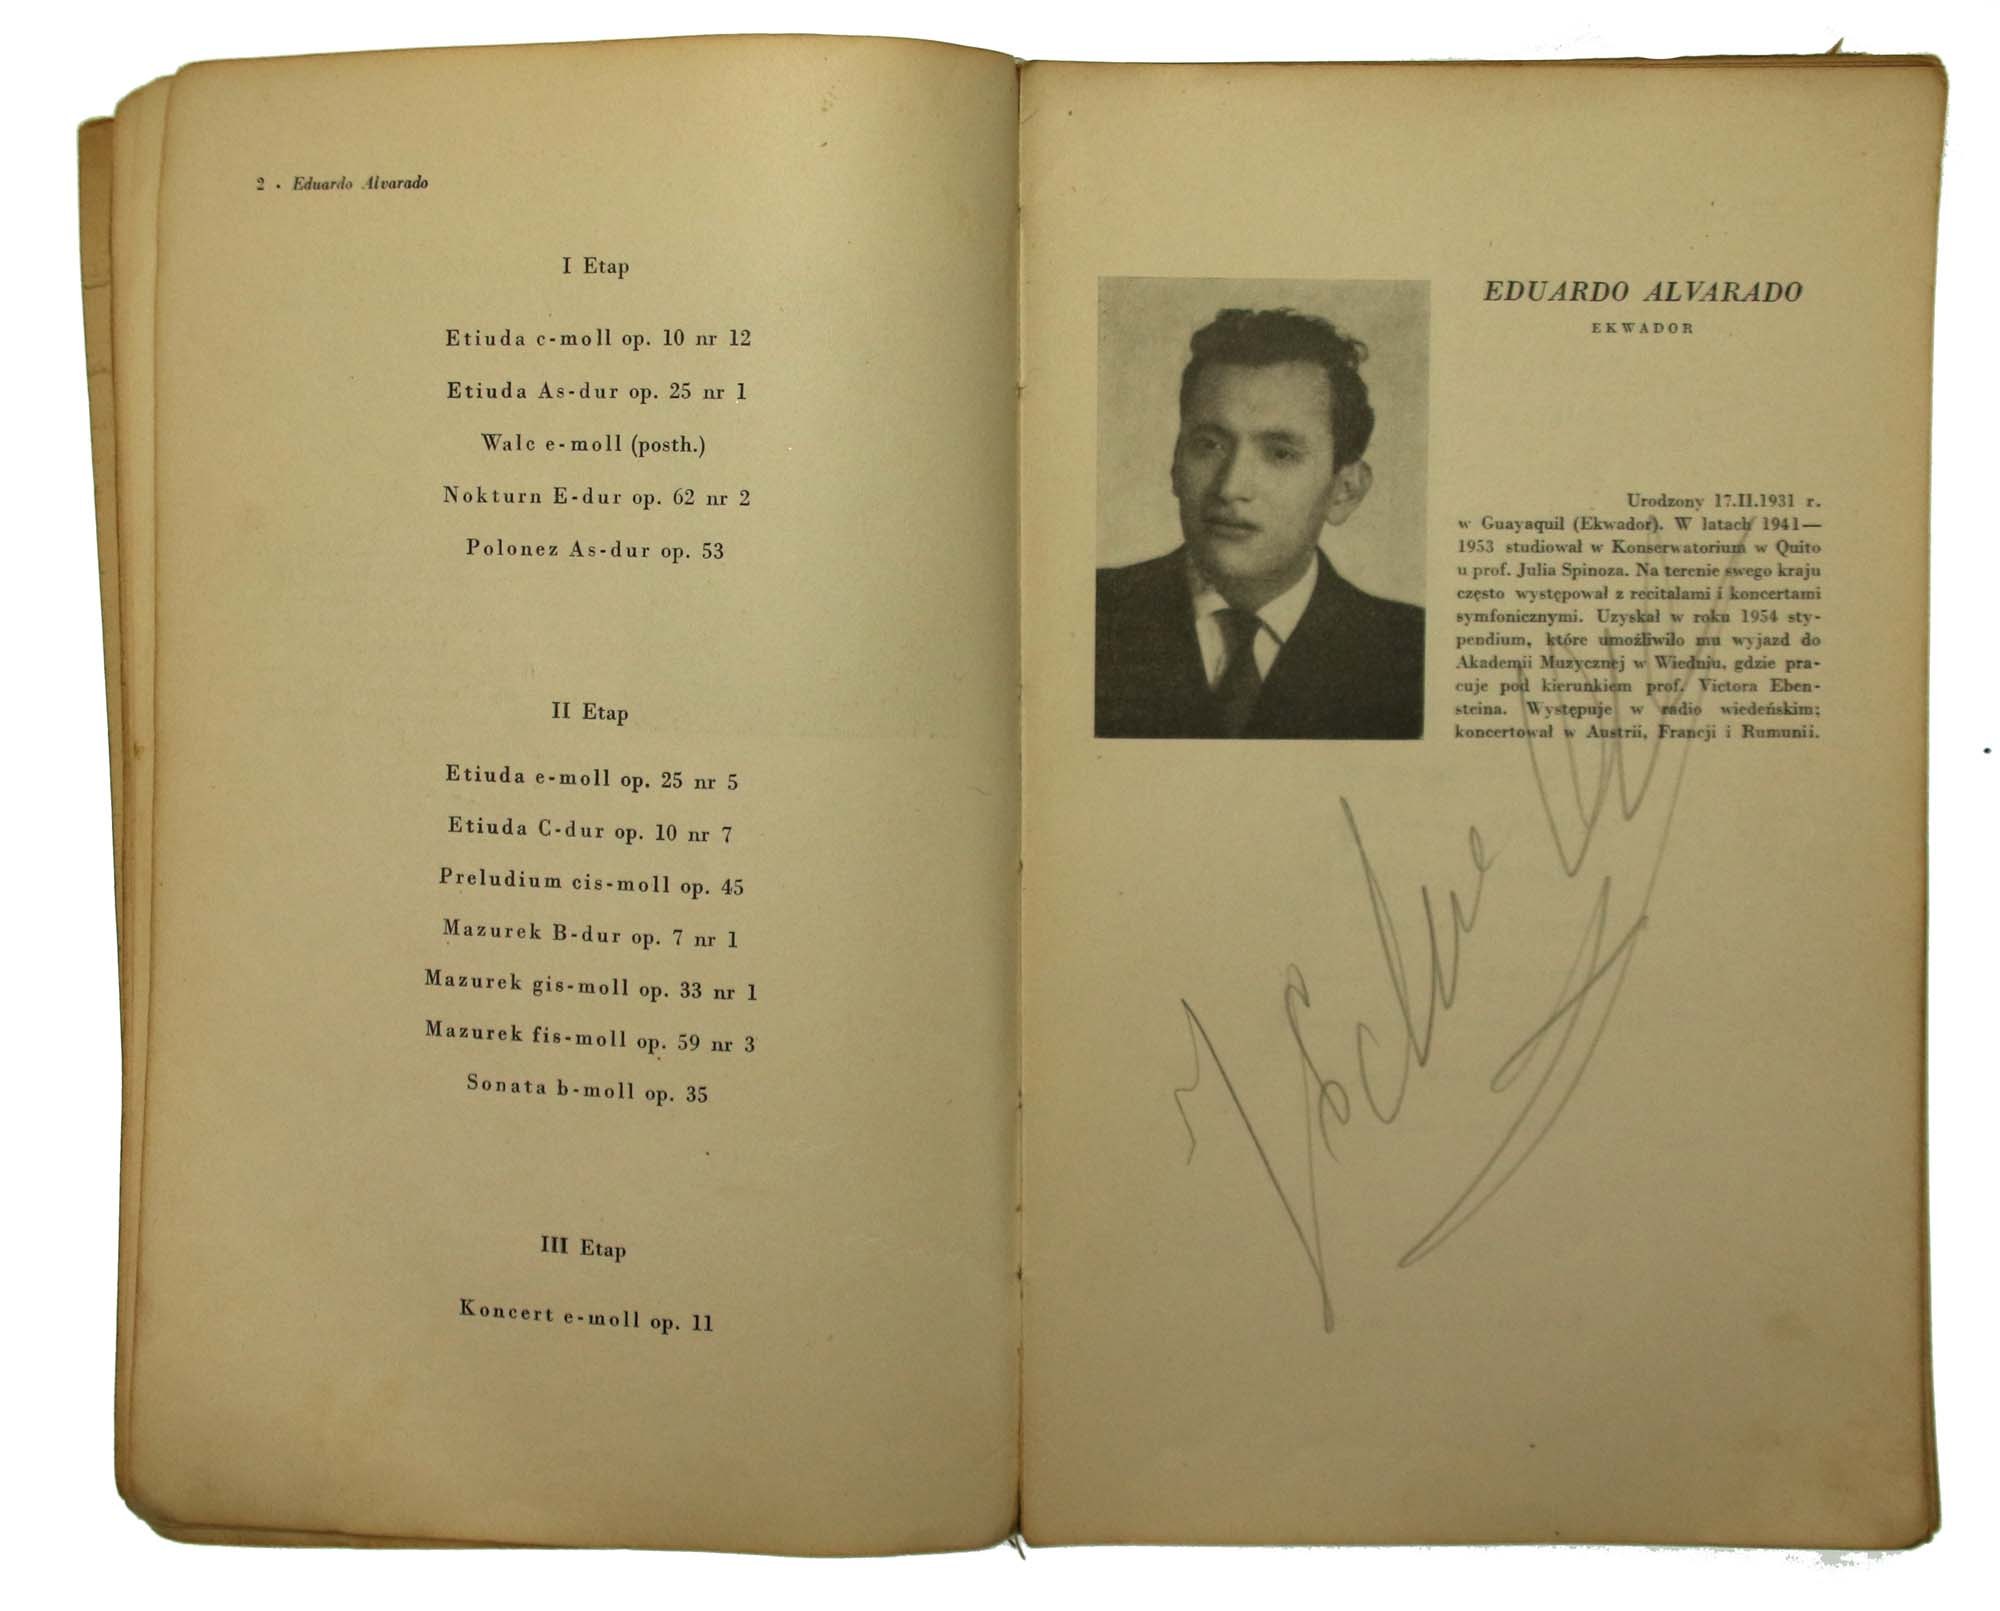 2 . Eduardo Alvarado
I Etap
Etiuda c-moll op. 10 nr 12
Etiuda As-dur op. 25 nr 1
Walc e-moll (posth.)
Nokturn E-dur op. 62 nr 2
Polonez As-dur op. 53
II Etap
Etiuda e-moll op. 25 nr 5
Etiuda C-dur op. 10 nr 7
Preludium cis-moll op. 45
Mazurek B-dur op. 7 nr 1
Mazurek gis-moll op. 33 nr 1
Mazurek fis-moll op. 59 nr 3
Sonata b-moll op. 35
III Etap
Koncert e-moll op. 11
EDUARDO ALVARADO
EKWADOR
Urodzony 17.II.1931 r.
w Guayaquil (Ekwador). W latach 1941—
1953 studiował w Konserwatorium w Quito
u prof. Julia Spinoza. Na terenie swego kraju
często występował z recitalami i koncertami
symfonicznymi. Uzyskał w roku 1954 sty-
pendium, które umożliwiło mu wyjazd do
Akademii Muzycznej w Wiedniu, gdzie pra-
cuje pod kierunkiem prof. Victora Eben-
steina. Występuje w radio wiedeńskim;
koncertował w Austrii, Francji i Rumunii.